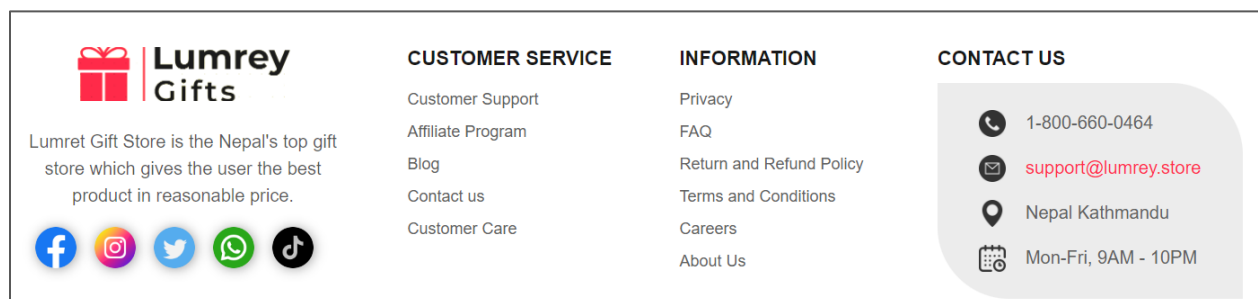 Lumrey
Gifts
Lumret Gift Store is the Nepal's top gift
store which gives the user the best
product in reasonable price.
CUSTOMER SERVICE
Customer Support
Affiliate Program
Blog
Contact us
Customer Care
INFORMATION
Privacy
FAQ
Return and Refund Policy
Terms and Conditions
Careers
About Us
CONTACT US
1-800-660-0464
support@lumrey.store
Nepal Kathmandu
Mon-Fri, 9AM - 10PM